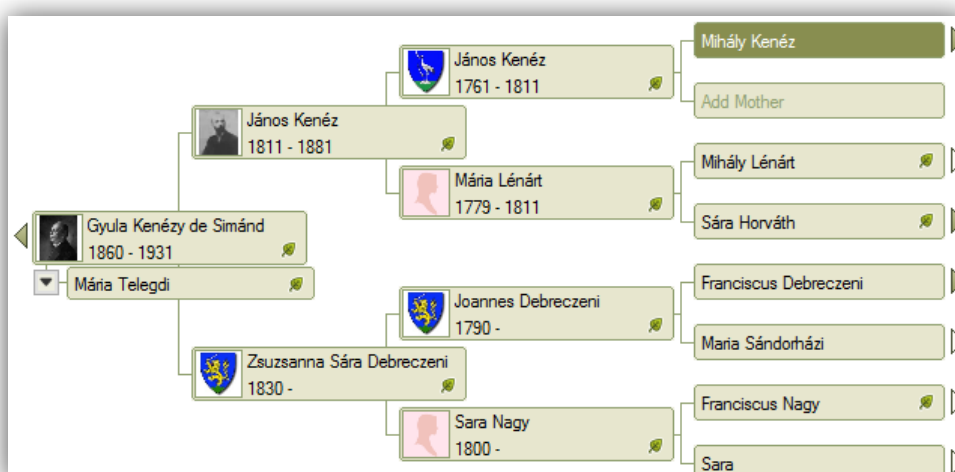 Mihály Kenéz
János Kenéz
1761 - 1811
Add Mother
János Kenéz
1811 - 1881
Mihály Lénárt
Mária Lénárt
1779 - 1811
Sára Horváth
Gyula Kenézy de Simánd
1860 - 1931
Mária Telegdi
Franciscus Debreczeni
Joannes Debreczeni
1790 -
Maria Sándorházi
Zsuzsanna Sára Debreczeni
1830 -
Franciscus Nagy
Sara Nagy
1800 -
Sara